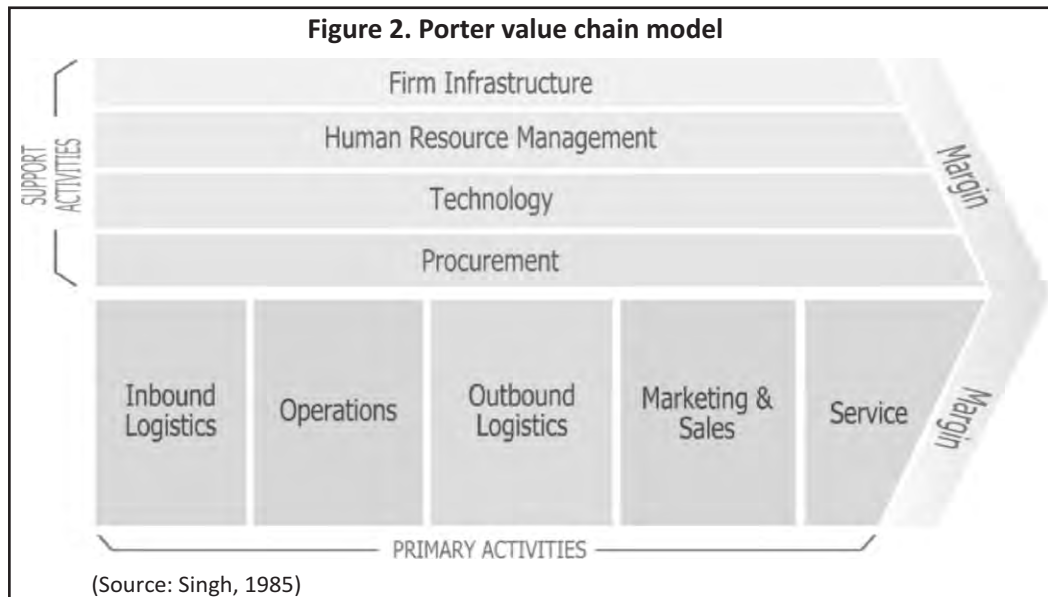 Figure 2. Porter value chain model
SUPPORT
ACTIVITIES
Firm Infrastructure
Human Resource Management
Technology
Procurement
Margin
Inbound
Logistics
Operations
Outbound
Logistics
Marketing &
Sales
Service
Margin
PRIMARY ACTIVITIES
(Source: Singh, 1985)